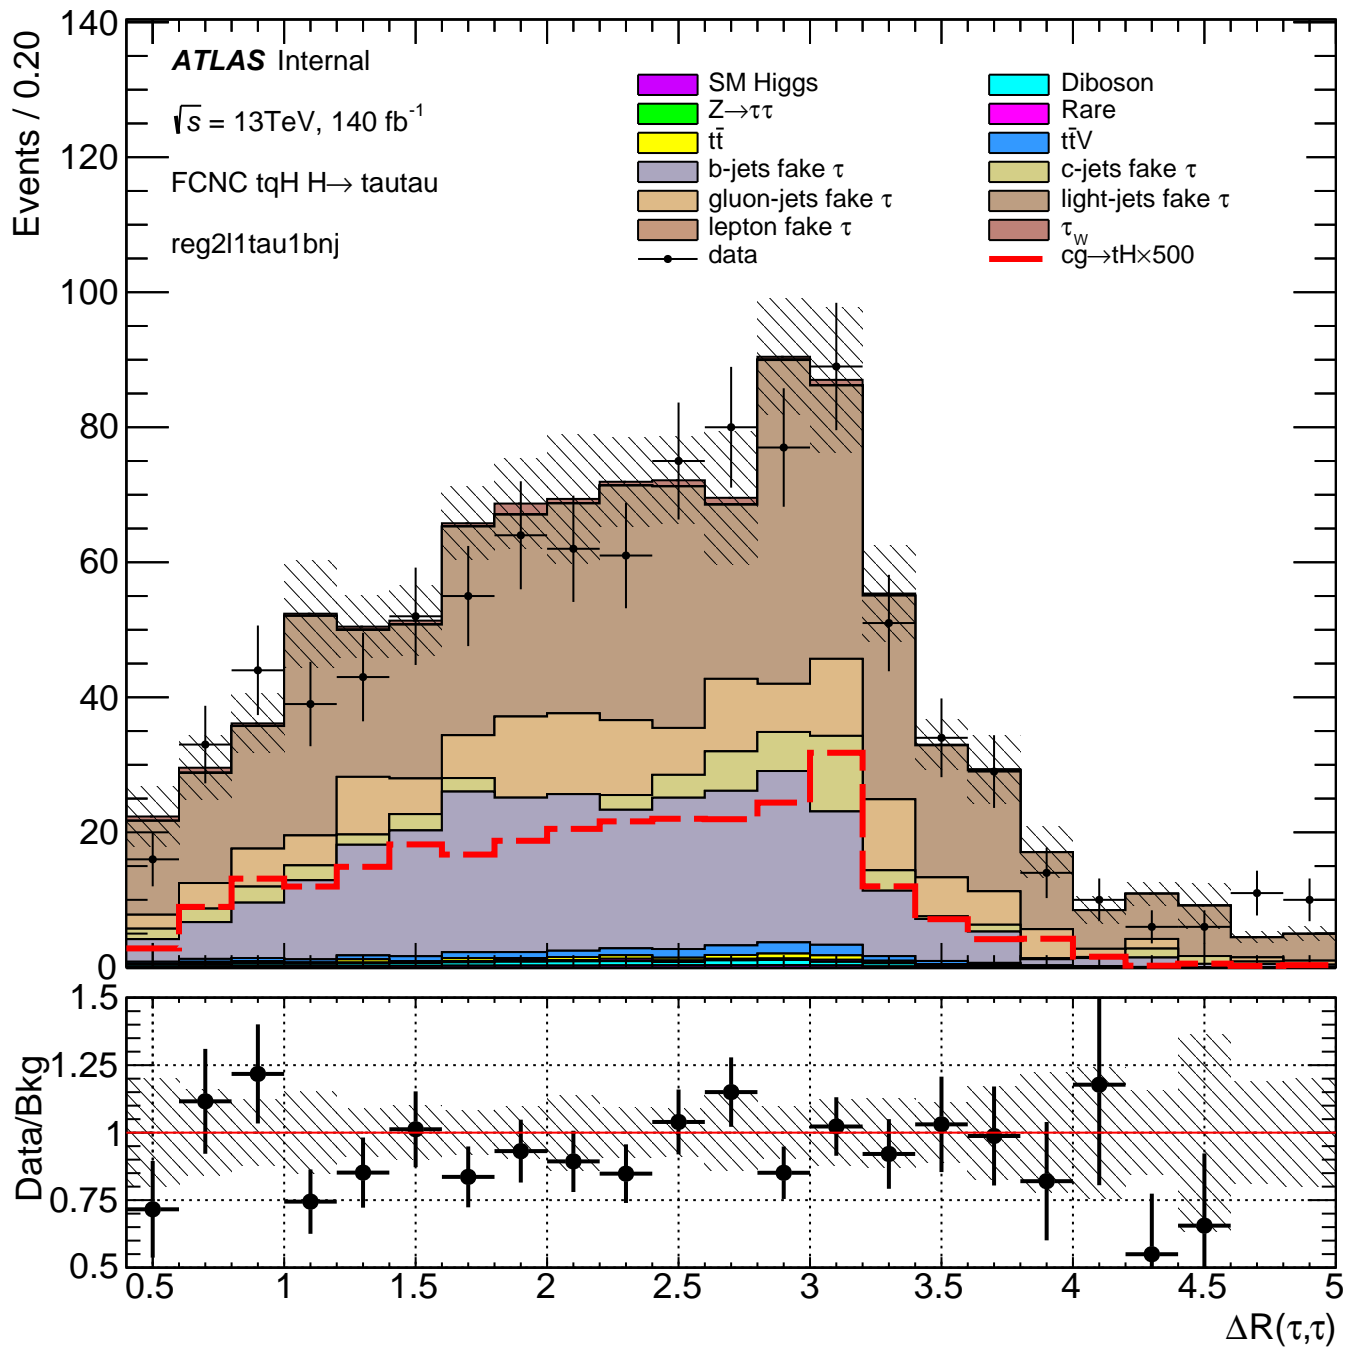 Events / 0.20
140
120
100
80
60
40
20
0
ATLAS Internal
√s = 13TeV, 140 fb⁻¹
FCNC tqH H→ tautau
reg2l1tau1bnj
SM Higgs
Diboson
Z→ττ
Rare
tt̄
tt̄V
b-jets fake τ
c-jets fake τ
gluon-jets fake τ
light-jets fake τ
lepton fake τ
τ_W
data
cg→tH×500
Data/Bkg
1.5
1.25
1
0.75
0.5
0.5 1 1.5 2 2.5 3 3.5 4 4.5 5
ΔR(τ,τ)